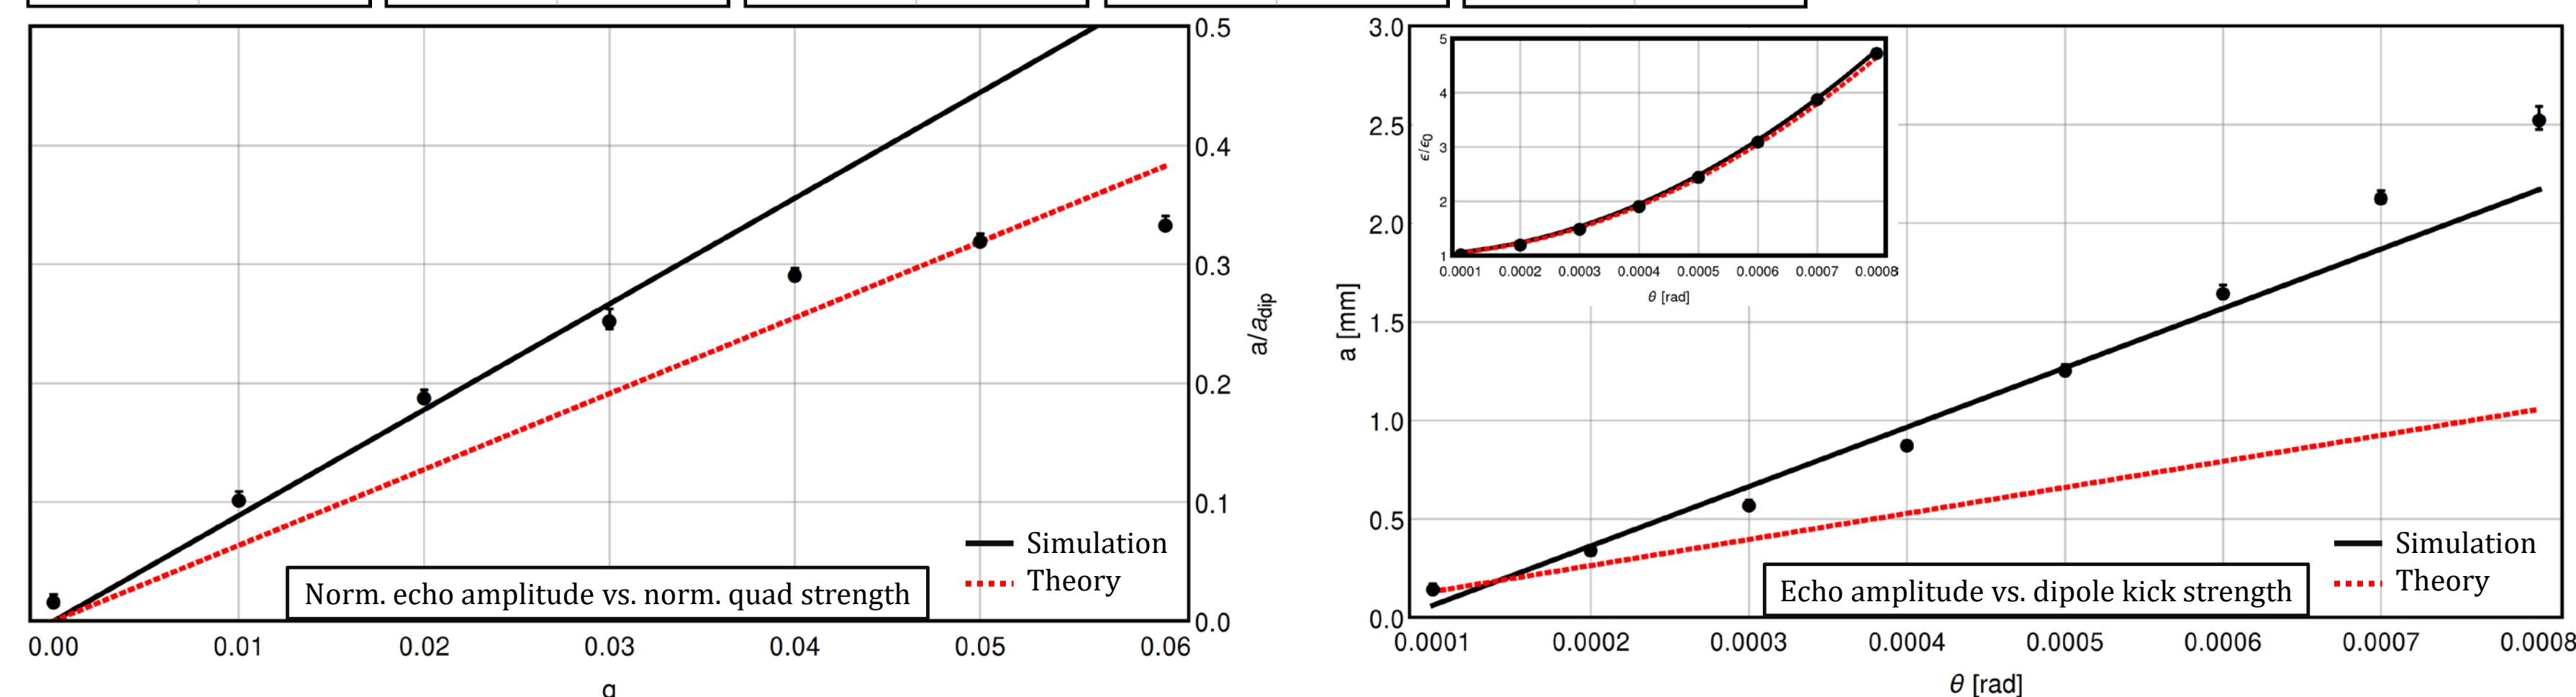 0.5
0.4
0.3
0.2
0.1
0.0
a/a_dip
Simulation
Theory
Norm. echo amplitude vs. norm. quad strength
0.00 0.01 0.02 0.03 0.04 0.05 0.06
3.0
2.5
2.0
1.5
1.0
0.5
0.0
a [mm]
5
4
3
2
1
ϵ/ϵ0
0.0001 0.0002 0.0003 0.0004 0.0005 0.0006 0.0007 0.0008
θ [rad]
Simulation
Theory
Echo amplitude vs. dipole kick strength
0.0001 0.0002 0.0003 0.0004 0.0005 0.0006 0.0007 0.0008
θ [rad]